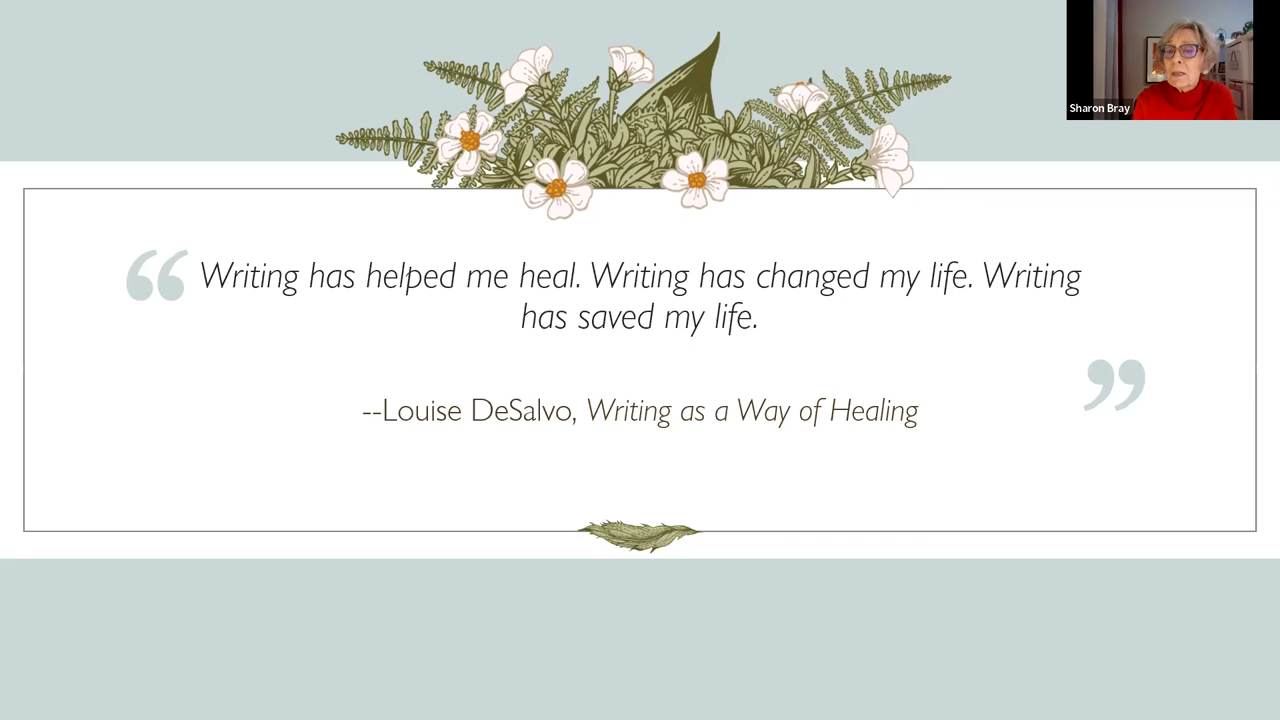 Sharon Bray
“Writing has helped me heal. Writing has changed my life. Writing
has saved my life.
”
--Louise DeSalvo, Writing as a Way of Healing